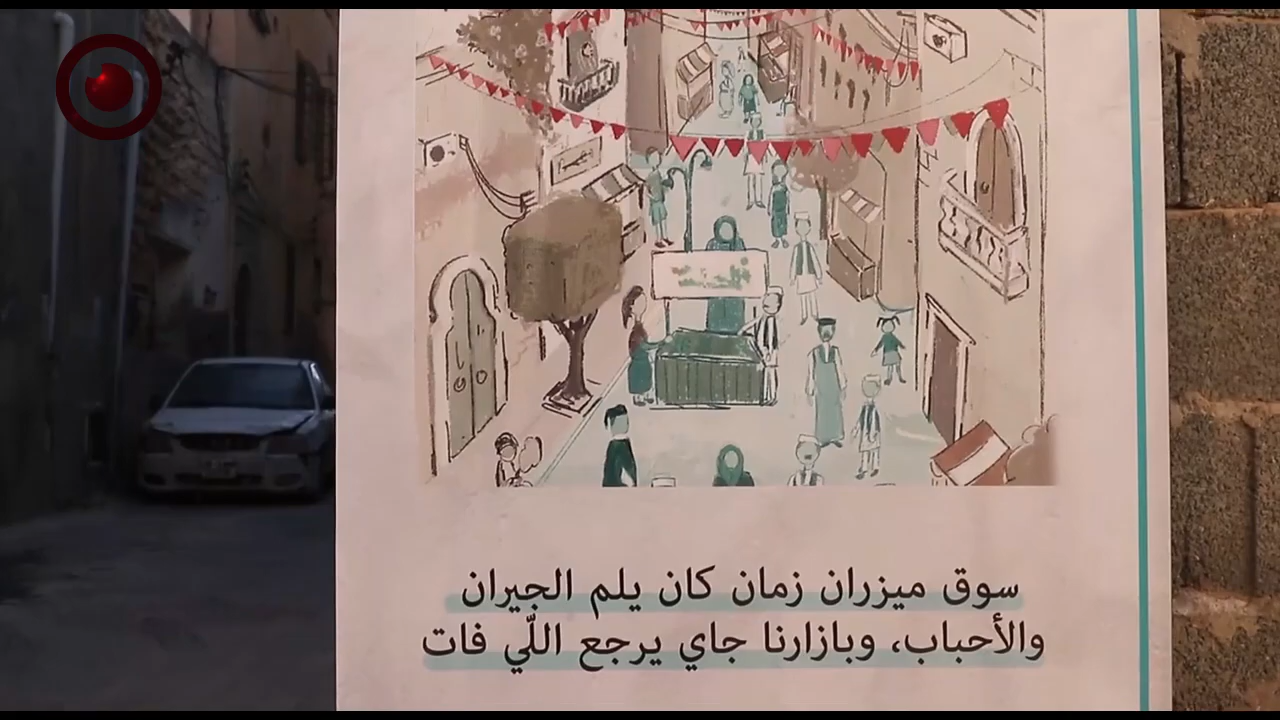 سوق ميزران زمان كان يلم الجيران
والأحباب، وبازارنا جاي يرجع اللّي فات